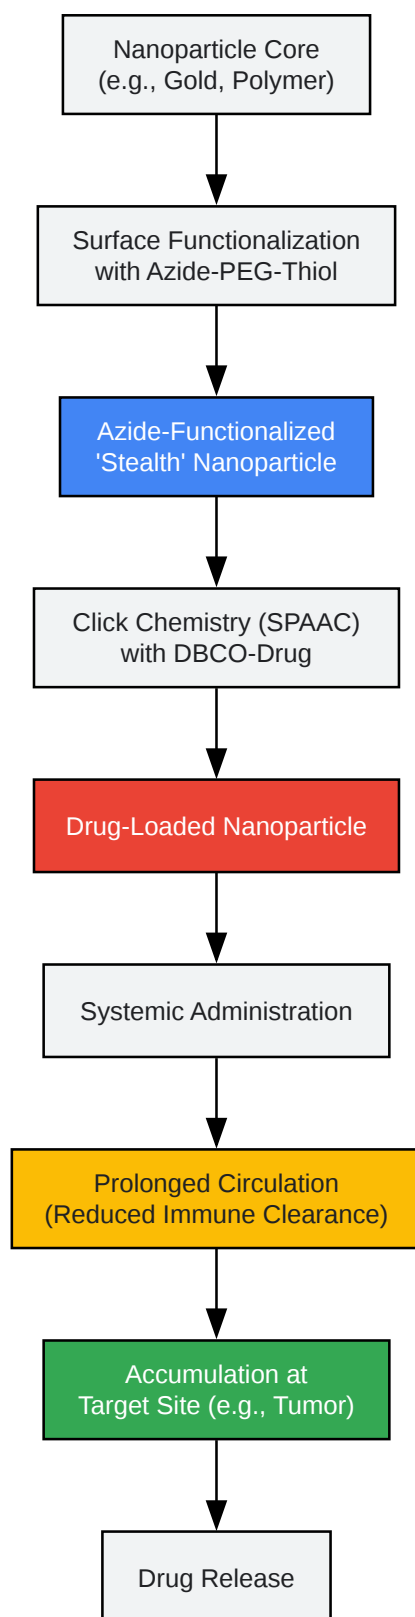 Nanoparticle Core
(e.g., Gold, Polymer)
Surface Functionalization
with Azide-PEG-Thiol
Azide-Functionalized
'Stealth' Nanoparticle
Click Chemistry (SPAAC)
with DBCO-Drug
Drug-Loaded Nanoparticle
Systemic Administration
Prolonged Circulation
(Reduced Immune Clearance)
Accumulation at
Target Site (e.g., Tumor)
Drug Release